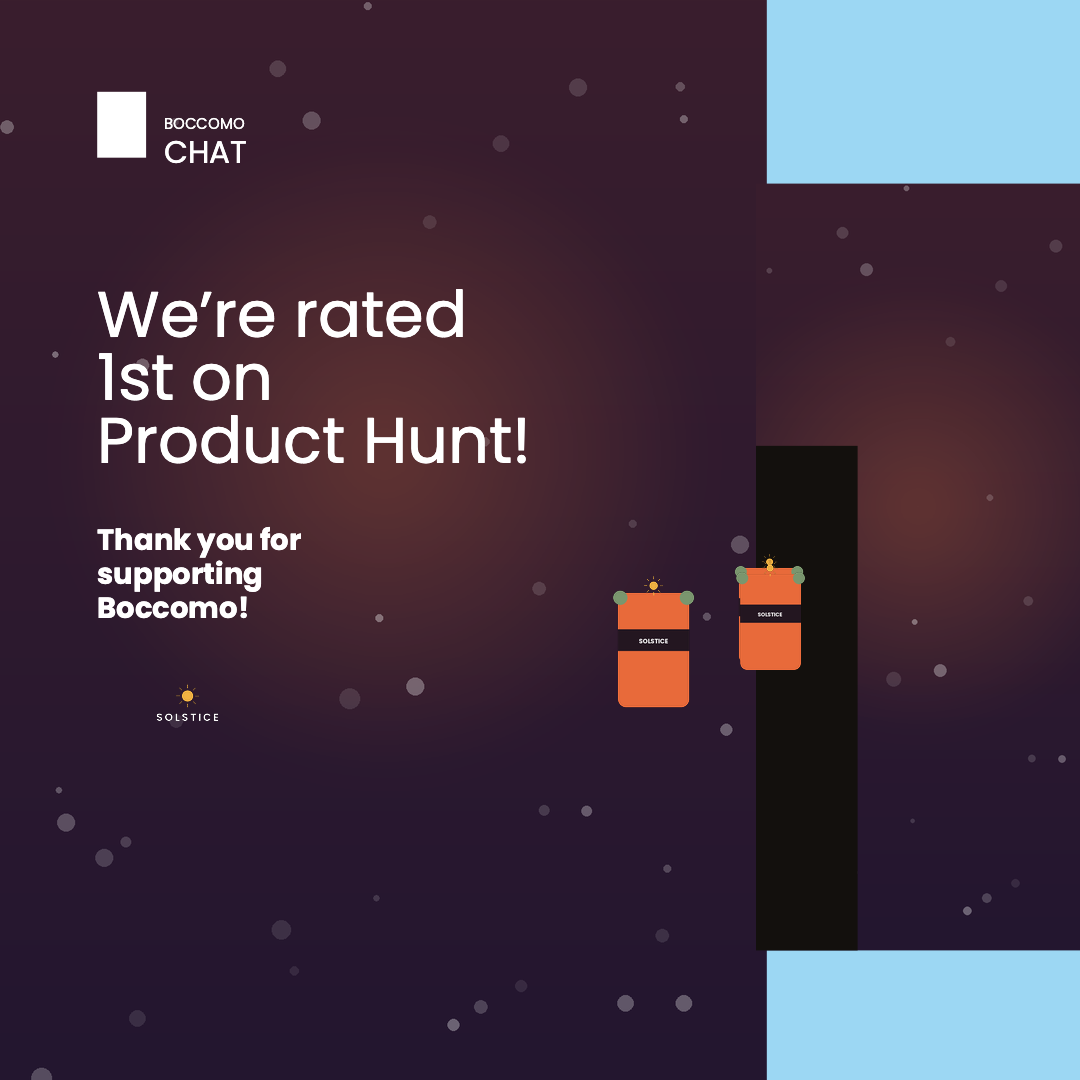 BOCCOMO
CHAT
We’re rated
1st on
Product Hunt!
Thank you for
supporting
Boccomo!
SOLSTICE
SOLSTICE
SOLSTICE